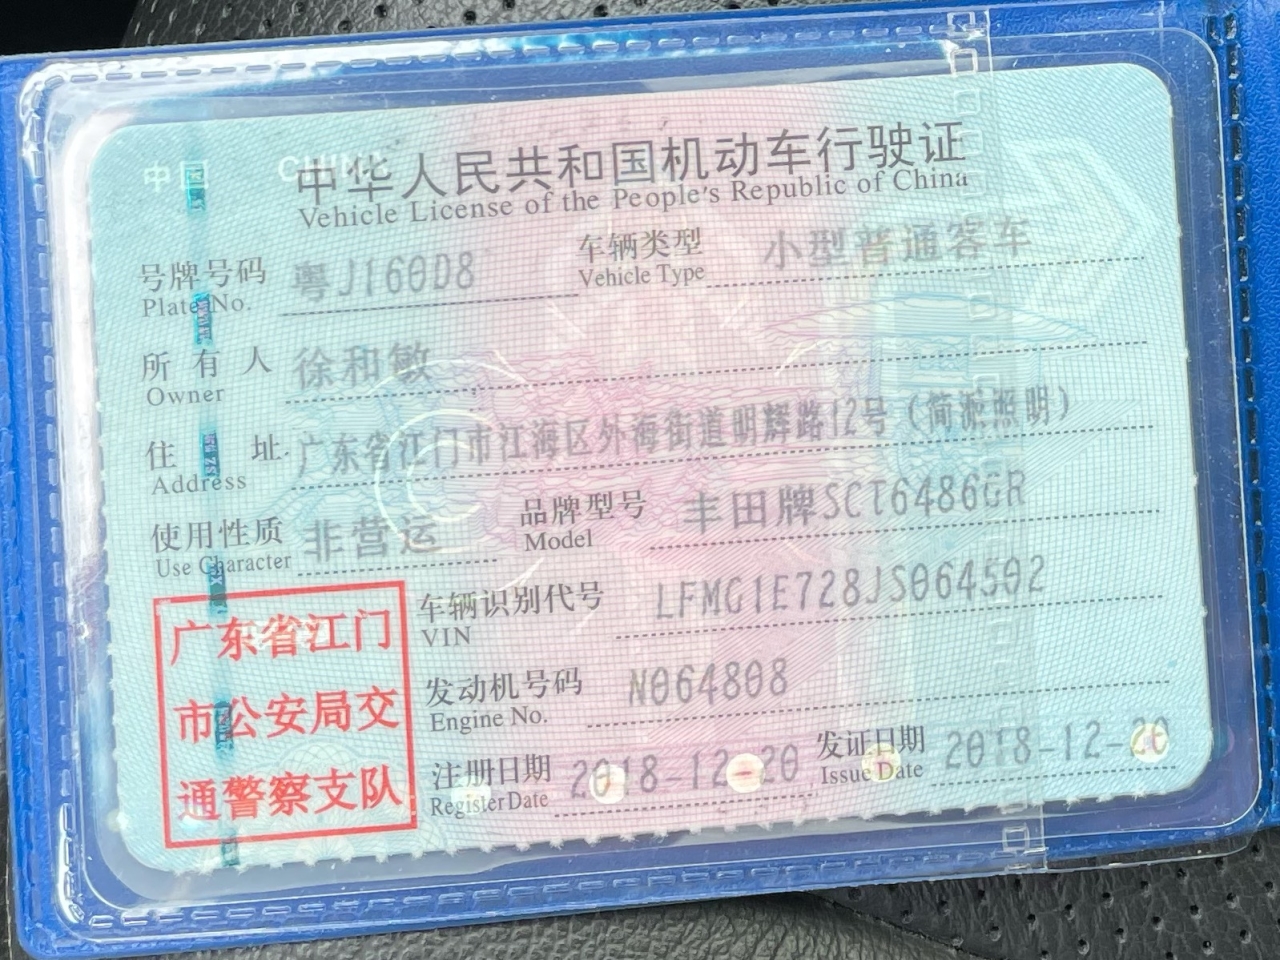 中国 CHINA
中华人民共和国机动车行驶证
Vehicle License of the People's Republic of China
号牌号码 粤J160D8 车辆类型 小型普通客车
Plate No. Vehicle Type
所有人 徐和敏
Owner
住址 广东省江门市江海区外海街道明辉路12号（简派照明）
Address
使用性质 非营运 品牌型号 丰田牌SCT6486GR
Use Character Model
广东省江门
市公安局交
通警察支队
车辆识别代号 LFMG1E728JS064502
VIN
发动机号码 N064808
Engine No.
注册日期 2018-12-20 发证日期 2018-12-20
Register Date Issue Date